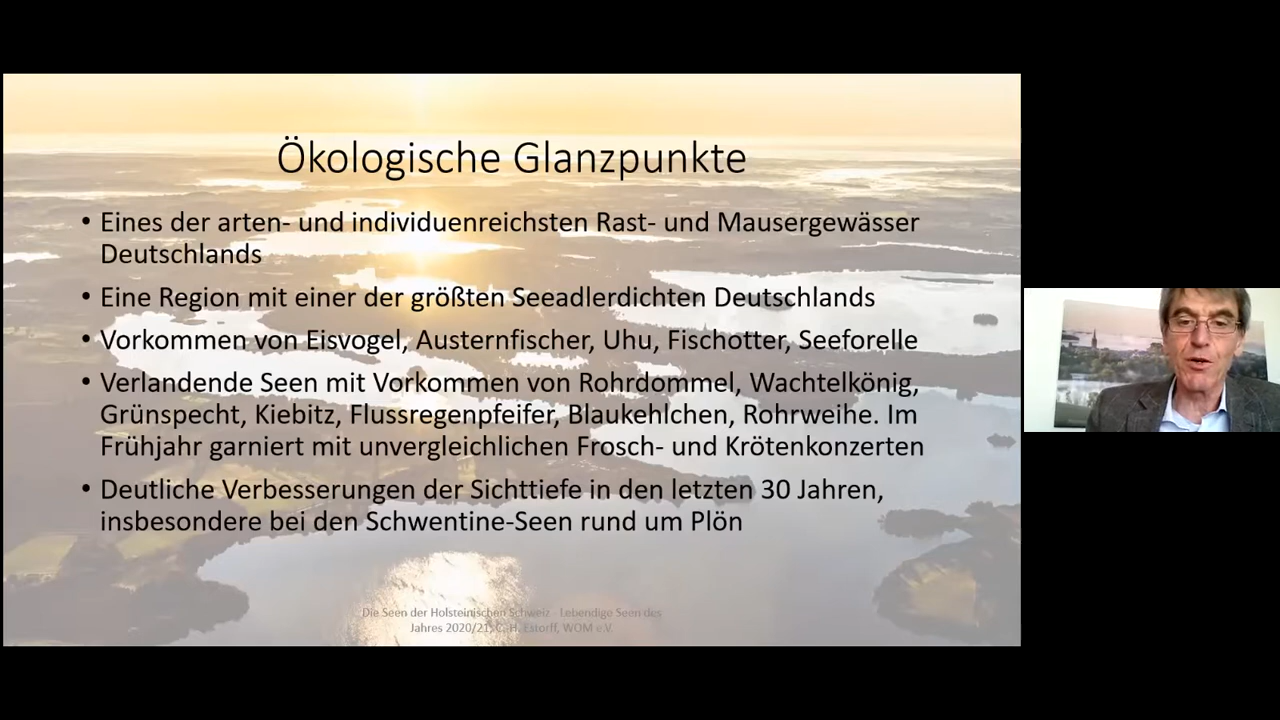 Ökologische Glanzpunkte
• Eines der arten- und individuenreichsten Rast- und Mausergewässer
Deutschlands
• Eine Region mit einer der größten Seeadlerdichten Deutschlands
• Vorkommen von Eisvogel, Austernfischer, Uhu, Fischotter, Seeforelle
• Verlandende Seen mit Vorkommen von Rohrdommel, Wachtelkönig,
Grünspecht, Kiebitz, Flussregenpfeifer, Blaukehlchen, Rohrweihe. Im
Frühjahr garniert mit unvergleichlichen Frosch- und Krötenkonzerten
• Deutliche Verbesserungen der Sichttiefe in den letzten 30 Jahren,
insbesondere bei den Schwentine-Seen rund um Plön
Die Seen der Holsteinischen Schweiz - Lebendige Seen des
Jahres 2020/21, C. H. Estorff, WOM e.V.